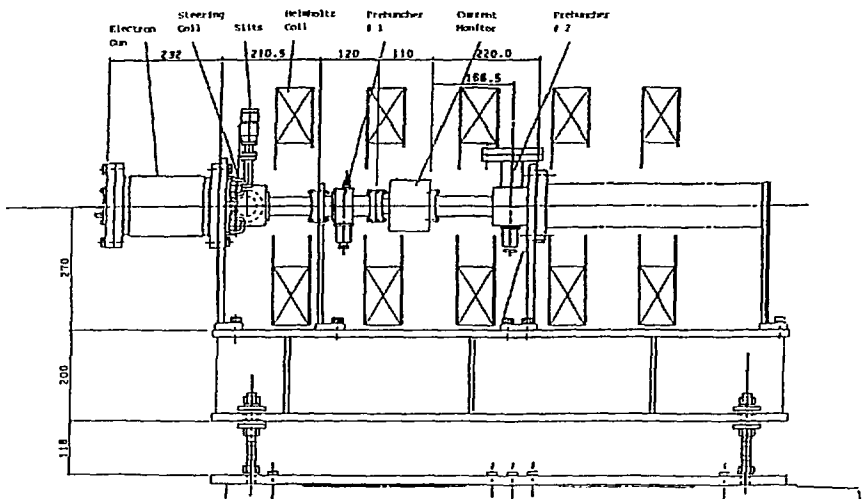 Electron
Gun
Steering
Coil
Slits
Helmholtz
Coil
Prebuncher
# 1
Current
Monitor
Prebuncher
# 2
232
210.5
120
110
220.0
166.5
270
200
118